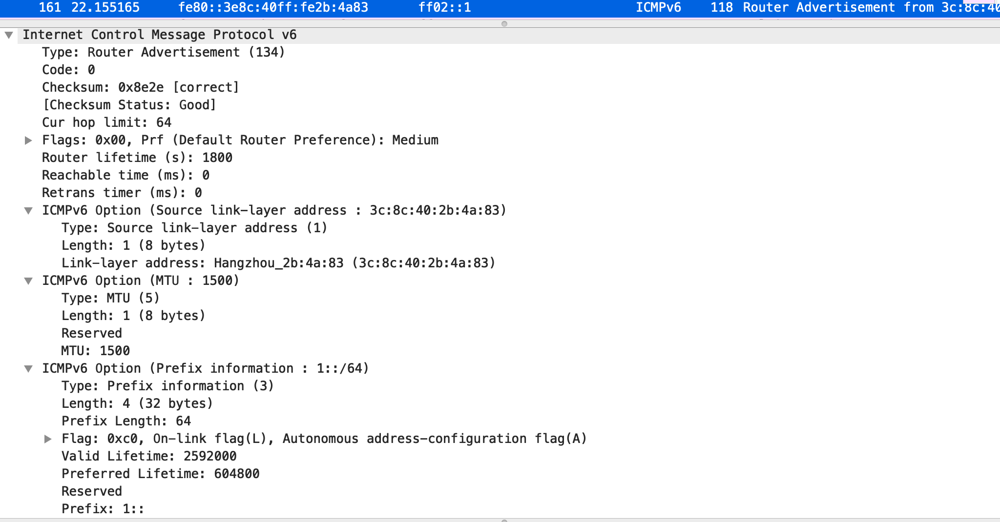 161 22.155165 fe80::3e8c:40ff:fe2b:4a83 ff02::1 ICMPv6 118 Router Advertisement from 3c:8c:40
Internet Control Message Protocol v6
Type: Router Advertisement (134)
Code: 0
Checksum: 0x8e2e [correct]
[Checksum Status: Good]
Cur hop limit: 64
Flags: 0x00, Prf (Default Router Preference): Medium
Router lifetime (s): 1800
Reachable time (ms): 0
Retrans timer (ms): 0
ICMPv6 Option (Source link-layer address : 3c:8c:40:2b:4a:83)
Type: Source link-layer address (1)
Length: 1 (8 bytes)
Link-layer address: Hangzhou_2b:4a:83 (3c:8c:40:2b:4a:83)
ICMPv6 Option (MTU : 1500)
Type: MTU (5)
Length: 1 (8 bytes)
Reserved
MTU: 1500
ICMPv6 Option (Prefix information : 1::/64)
Type: Prefix information (3)
Length: 4 (32 bytes)
Prefix Length: 64
Flag: 0xc0, On-link flag(L), Autonomous address-configuration flag(A)
Valid Lifetime: 2592000
Preferred Lifetime: 604800
Reserved
Prefix: 1::